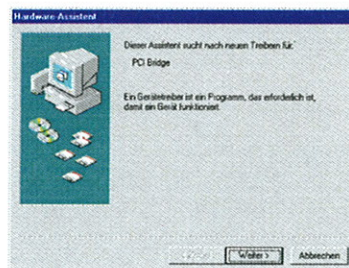 Hardware-Assistent
Dieser Assistent sucht nach neuen Treibern für:
PCI Bridge
Ein Gerätetreiber ist ein Programm, das erforderlich ist,
damit ein Gerät funktioniert.
Weiter >
Abbrechen